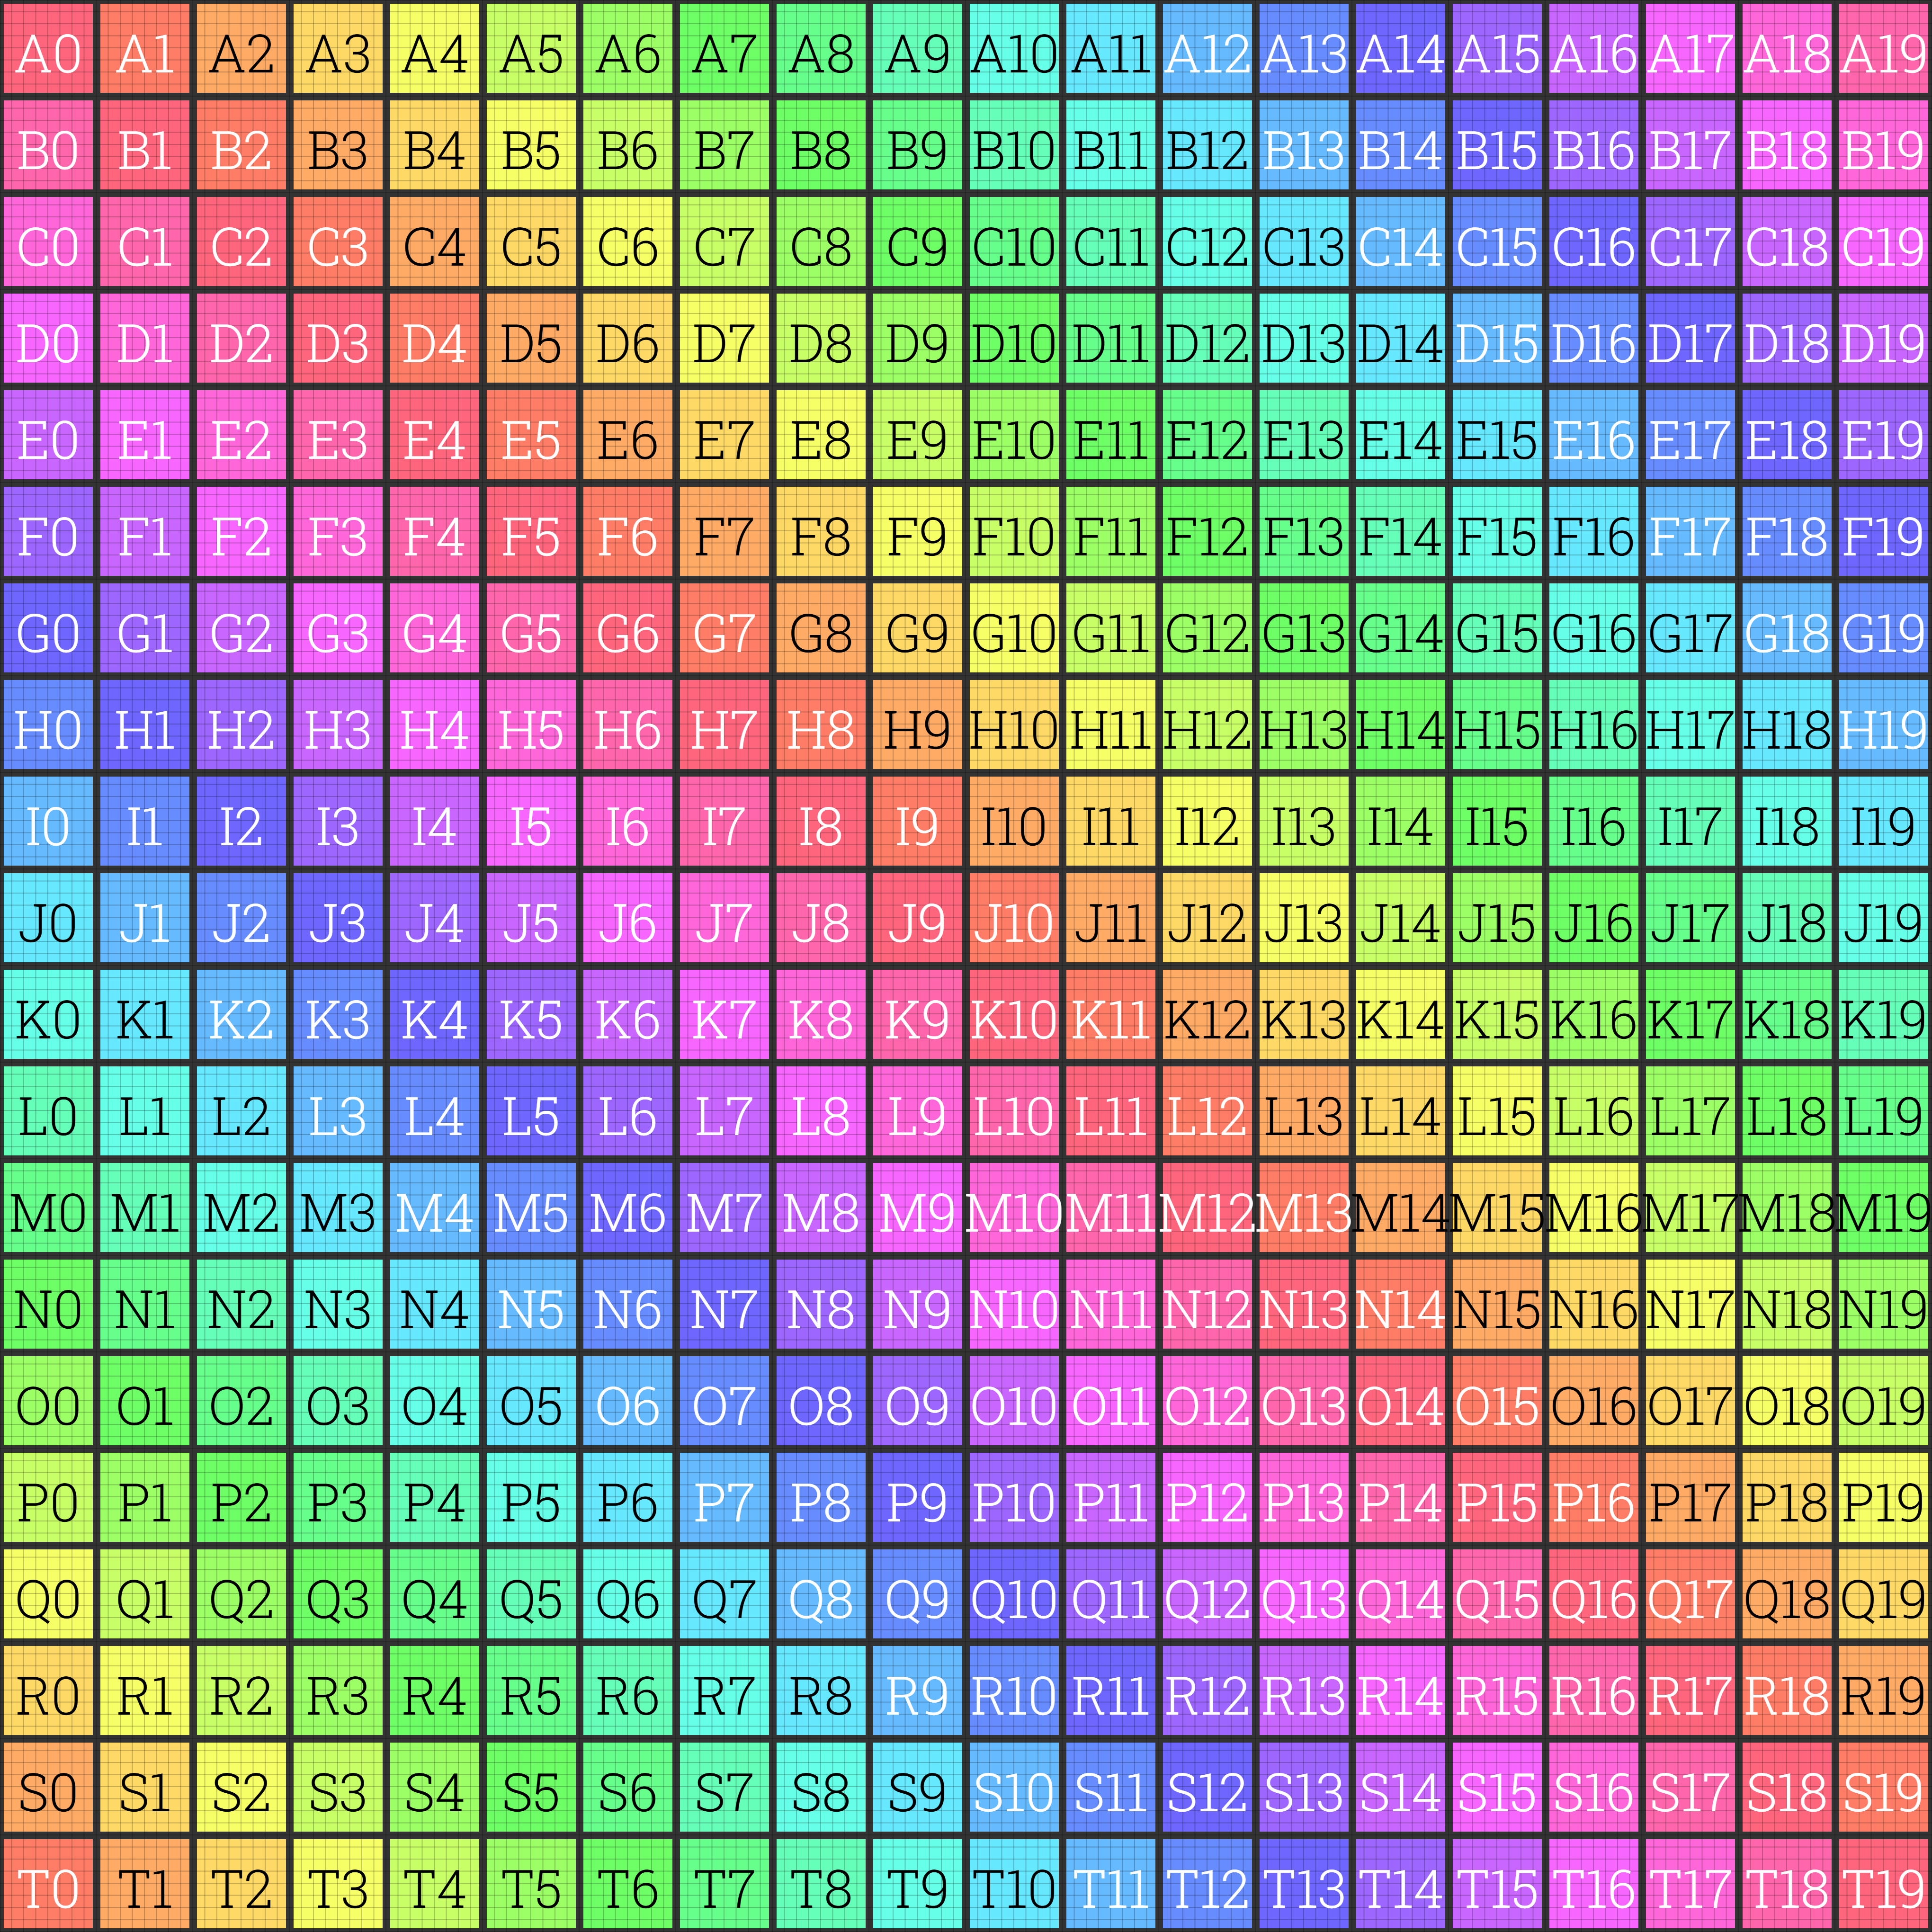 A0 A1 A2 A3 A4 A5 A6 A7 A8 A9 A10 A11 A12 A13 A14 A15 A16 A17 A18 A19
B0 B1 B2 B3 B4 B5 B6 B7 B8 B9 B10 B11 B12 B13 B14 B15 B16 B17 B18 B19
C0 C1 C2 C3 C4 C5 C6 C7 C8 C9 C10 C11 C12 C13 C14 C15 C16 C17 C18 C19
D0 D1 D2 D3 D4 D5 D6 D7 D8 D9 D10 D11 D12 D13 D14 D15 D16 D17 D18 D19
E0 E1 E2 E3 E4 E5 E6 E7 E8 E9 E10 E11 E12 E13 E14 E15 E16 E17 E18 E19
F0 F1 F2 F3 F4 F5 F6 F7 F8 F9 F10 F11 F12 F13 F14 F15 F16 F17 F18 F19
G0 G1 G2 G3 G4 G5 G6 G7 G8 G9 G10 G11 G12 G13 G14 G15 G16 G17 G18 G19
H0 H1 H2 H3 H4 H5 H6 H7 H8 H9 H10 H11 H12 H13 H14 H15 H16 H17 H18 H19
I0 I1 I2 I3 I4 I5 I6 I7 I8 I9 I10 I11 I12 I13 I14 I15 I16 I17 I18 I19
J0 J1 J2 J3 J4 J5 J6 J7 J8 J9 J10 J11 J12 J13 J14 J15 J16 J17 J18 J19
K0 K1 K2 K3 K4 K5 K6 K7 K8 K9 K10 K11 K12 K13 K14 K15 K16 K17 K18 K19
L0 L1 L2 L3 L4 L5 L6 L7 L8 L9 L10 L11 L12 L13 L14 L15 L16 L17 L18 L19
M0 M1 M2 M3 M4 M5 M6 M7 M8 M9 M10 M11 M12 M13 M14 M15 M16 M17 M18 M19
N0 N1 N2 N3 N4 N5 N6 N7 N8 N9 N10 N11 N12 N13 N14 N15 N16 N17 N18 N19
O0 O1 O2 O3 O4 O5 O6 O7 O8 O9 O10 O11 O12 O13 O14 O15 O16 O17 O18 O19
P0 P1 P2 P3 P4 P5 P6 P7 P8 P9 P10 P11 P12 P13 P14 P15 P16 P17 P18 P19
Q0 Q1 Q2 Q3 Q4 Q5 Q6 Q7 Q8 Q9 Q10 Q11 Q12 Q13 Q14 Q15 Q16 Q17 Q18 Q19
R0 R1 R2 R3 R4 R5 R6 R7 R8 R9 R10 R11 R12 R13 R14 R15 R16 R17 R18 R19
S0 S1 S2 S3 S4 S5 S6 S7 S8 S9 S10 S11 S12 S13 S14 S15 S16 S17 S18 S19
T0 T1 T2 T3 T4 T5 T6 T7 T8 T9 T10 T11 T12 T13 T14 T15 T16 T17 T18 T19